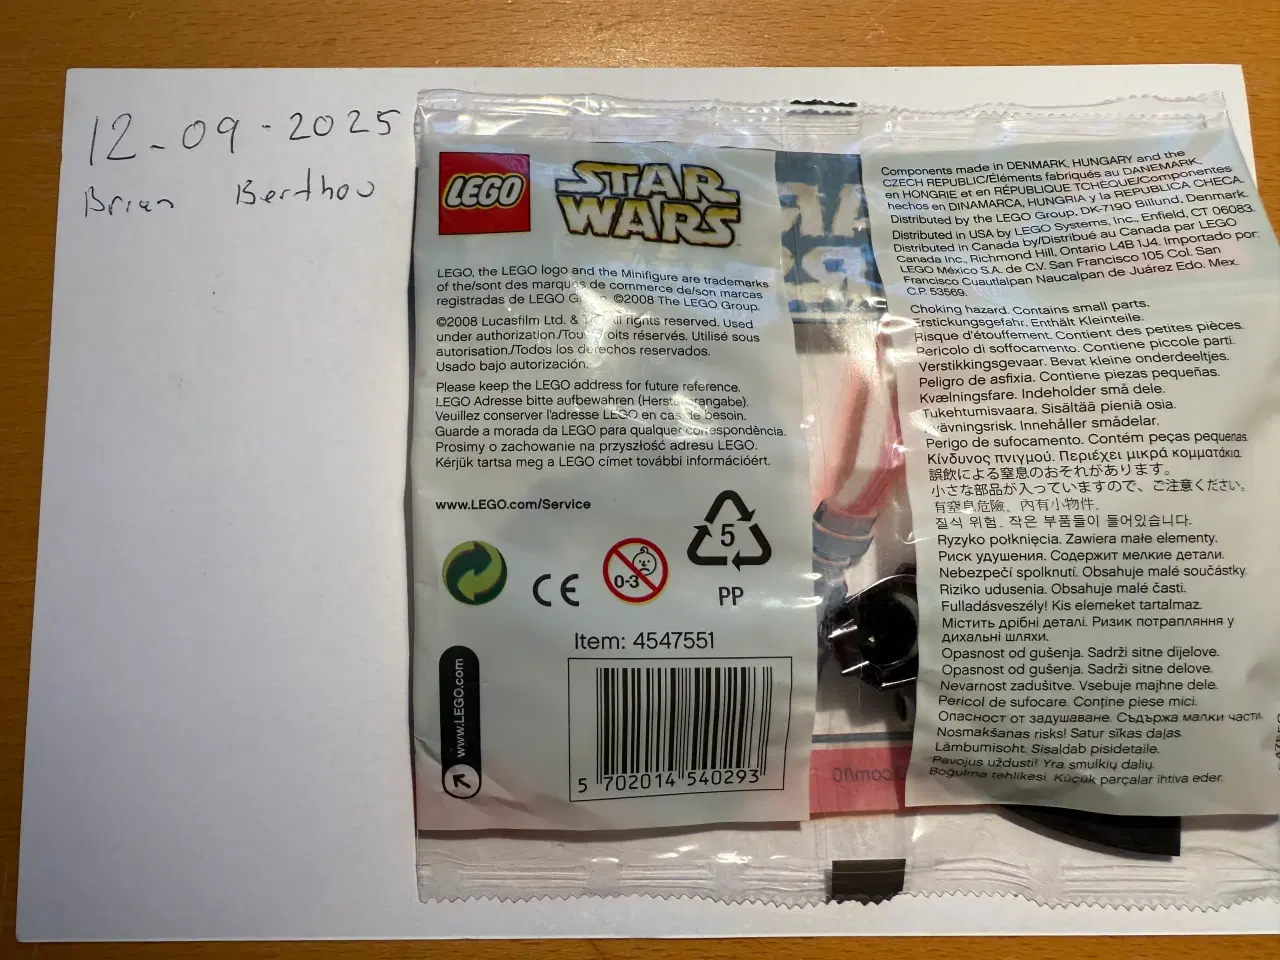 12-09-2025
Brian Berthou
LEGO
STAR
WARS
LEGO, the LEGO logo and the Minifigure are trademarks
of the/sont des marques de commerce de/son marcas
registradas de LEGO Group. ©2008 The LEGO Group.
©2008 Lucasfilm Ltd. & All rights reserved. Used
under authorization./Tous droits réservés. Utilisé sous
autorisation./Todos los derechos reservados.
Usado bajo autorización.
Please keep the LEGO address for future reference.
LEGO Adresse bitte aufbewahren (Herstellerangabe).
Veuillez conserver l'adresse LEGO en cas de besoin.
Guarde a morada da LEGO para qualquer correspondência.
Prosimy o zachowanie na przyszłość adresu LEGO.
Kérjük tartsa meg a LEGO címet további információért.
www.LEGO.com/Service
0-3
5
PP
CE
Item: 4547551
www.LEGO.com
5 702014 540293
Components made in DENMARK, HUNGARY and the
CZECH REPUBLIC/Éléments fabriqués au DANEMARK,
en HONGRIE et en RÉPUBLIQUE TCHÈQUE/Componentes
hechos en DINAMARCA, HUNGRIA y la REPUBLICA CHECA.
Distributed by the LEGO Group, DK-7190 Billund, Denmark.
Distributed in USA by LEGO Systems, Inc., Enfield, CT 06083.
Distributed in Canada by/Distribué au Canada par LEGO
Canada Inc., Richmond Hill, Ontario L4B 1J4. Importado por:
LEGO México S.A. de C.V. San Francisco 105 Col. San
Francisco Cuautlalpan Naucalpan de Juárez Edo. Mex.
C.P. 53569.
Choking hazard. Contains small parts.
Erstickungsgefahr. Enthält Kleinteile.
Risque d'étouffement. Contient des petites pièces.
Pericolo di soffocamento. Contiene piccole parti.
Verstikkingsgevaar. Bevat kleine onderdeeltjes.
Peligro de asfixia. Contiene piezas pequeñas.
Kvælningsfare. Indeholder små dele.
Tukehtumisvaara. Sisältää pieniä osia.
Kvävningsrisk. Innehåller smådelar.
Perigo de sufocamento. Contém peças pequenas.
Κίνδυνος πνιγμού. Περιέχει μικρά κομματάκια.
誤飲による窒息のおそれがあります。
小さな部品が入っていますので、ご注意ください。
有窒息危險。內有小物件。
질식 위험. 작은 부품들이 들어있습니다.
Ryzyko połknięcia. Zawiera małe elementy.
Риск удушения. Содержит мелкие детали.
Nebezpečí spolknutí. Obsahuje malé součástky.
Riziko udusenia. Obsahuje malé časti.
Fulladásveszély! Kis elemeket tartalmaz.
Містить дрібні деталі. Ризик потрапляння у
дихальні шляхи.
Opasnost od gušenja. Sadrži sitne dijelove.
Opasnost od gušenja. Sadrži sitne delove.
Nevarnost zadušitve. Vsebuje majhne dele.
Pericol de sufocare. Conține piese mici.
Опасност от задушаване. Съдържа малки части.
Nosmakšanas risks! Satur sīkas daļas.
Lämbumisoht. Sisaldab pisidetaile.
Pavojus uždusti! Yra smulkių dalių.
Boğulma tehlikesi. Küçük parçalar ihtiva eder.